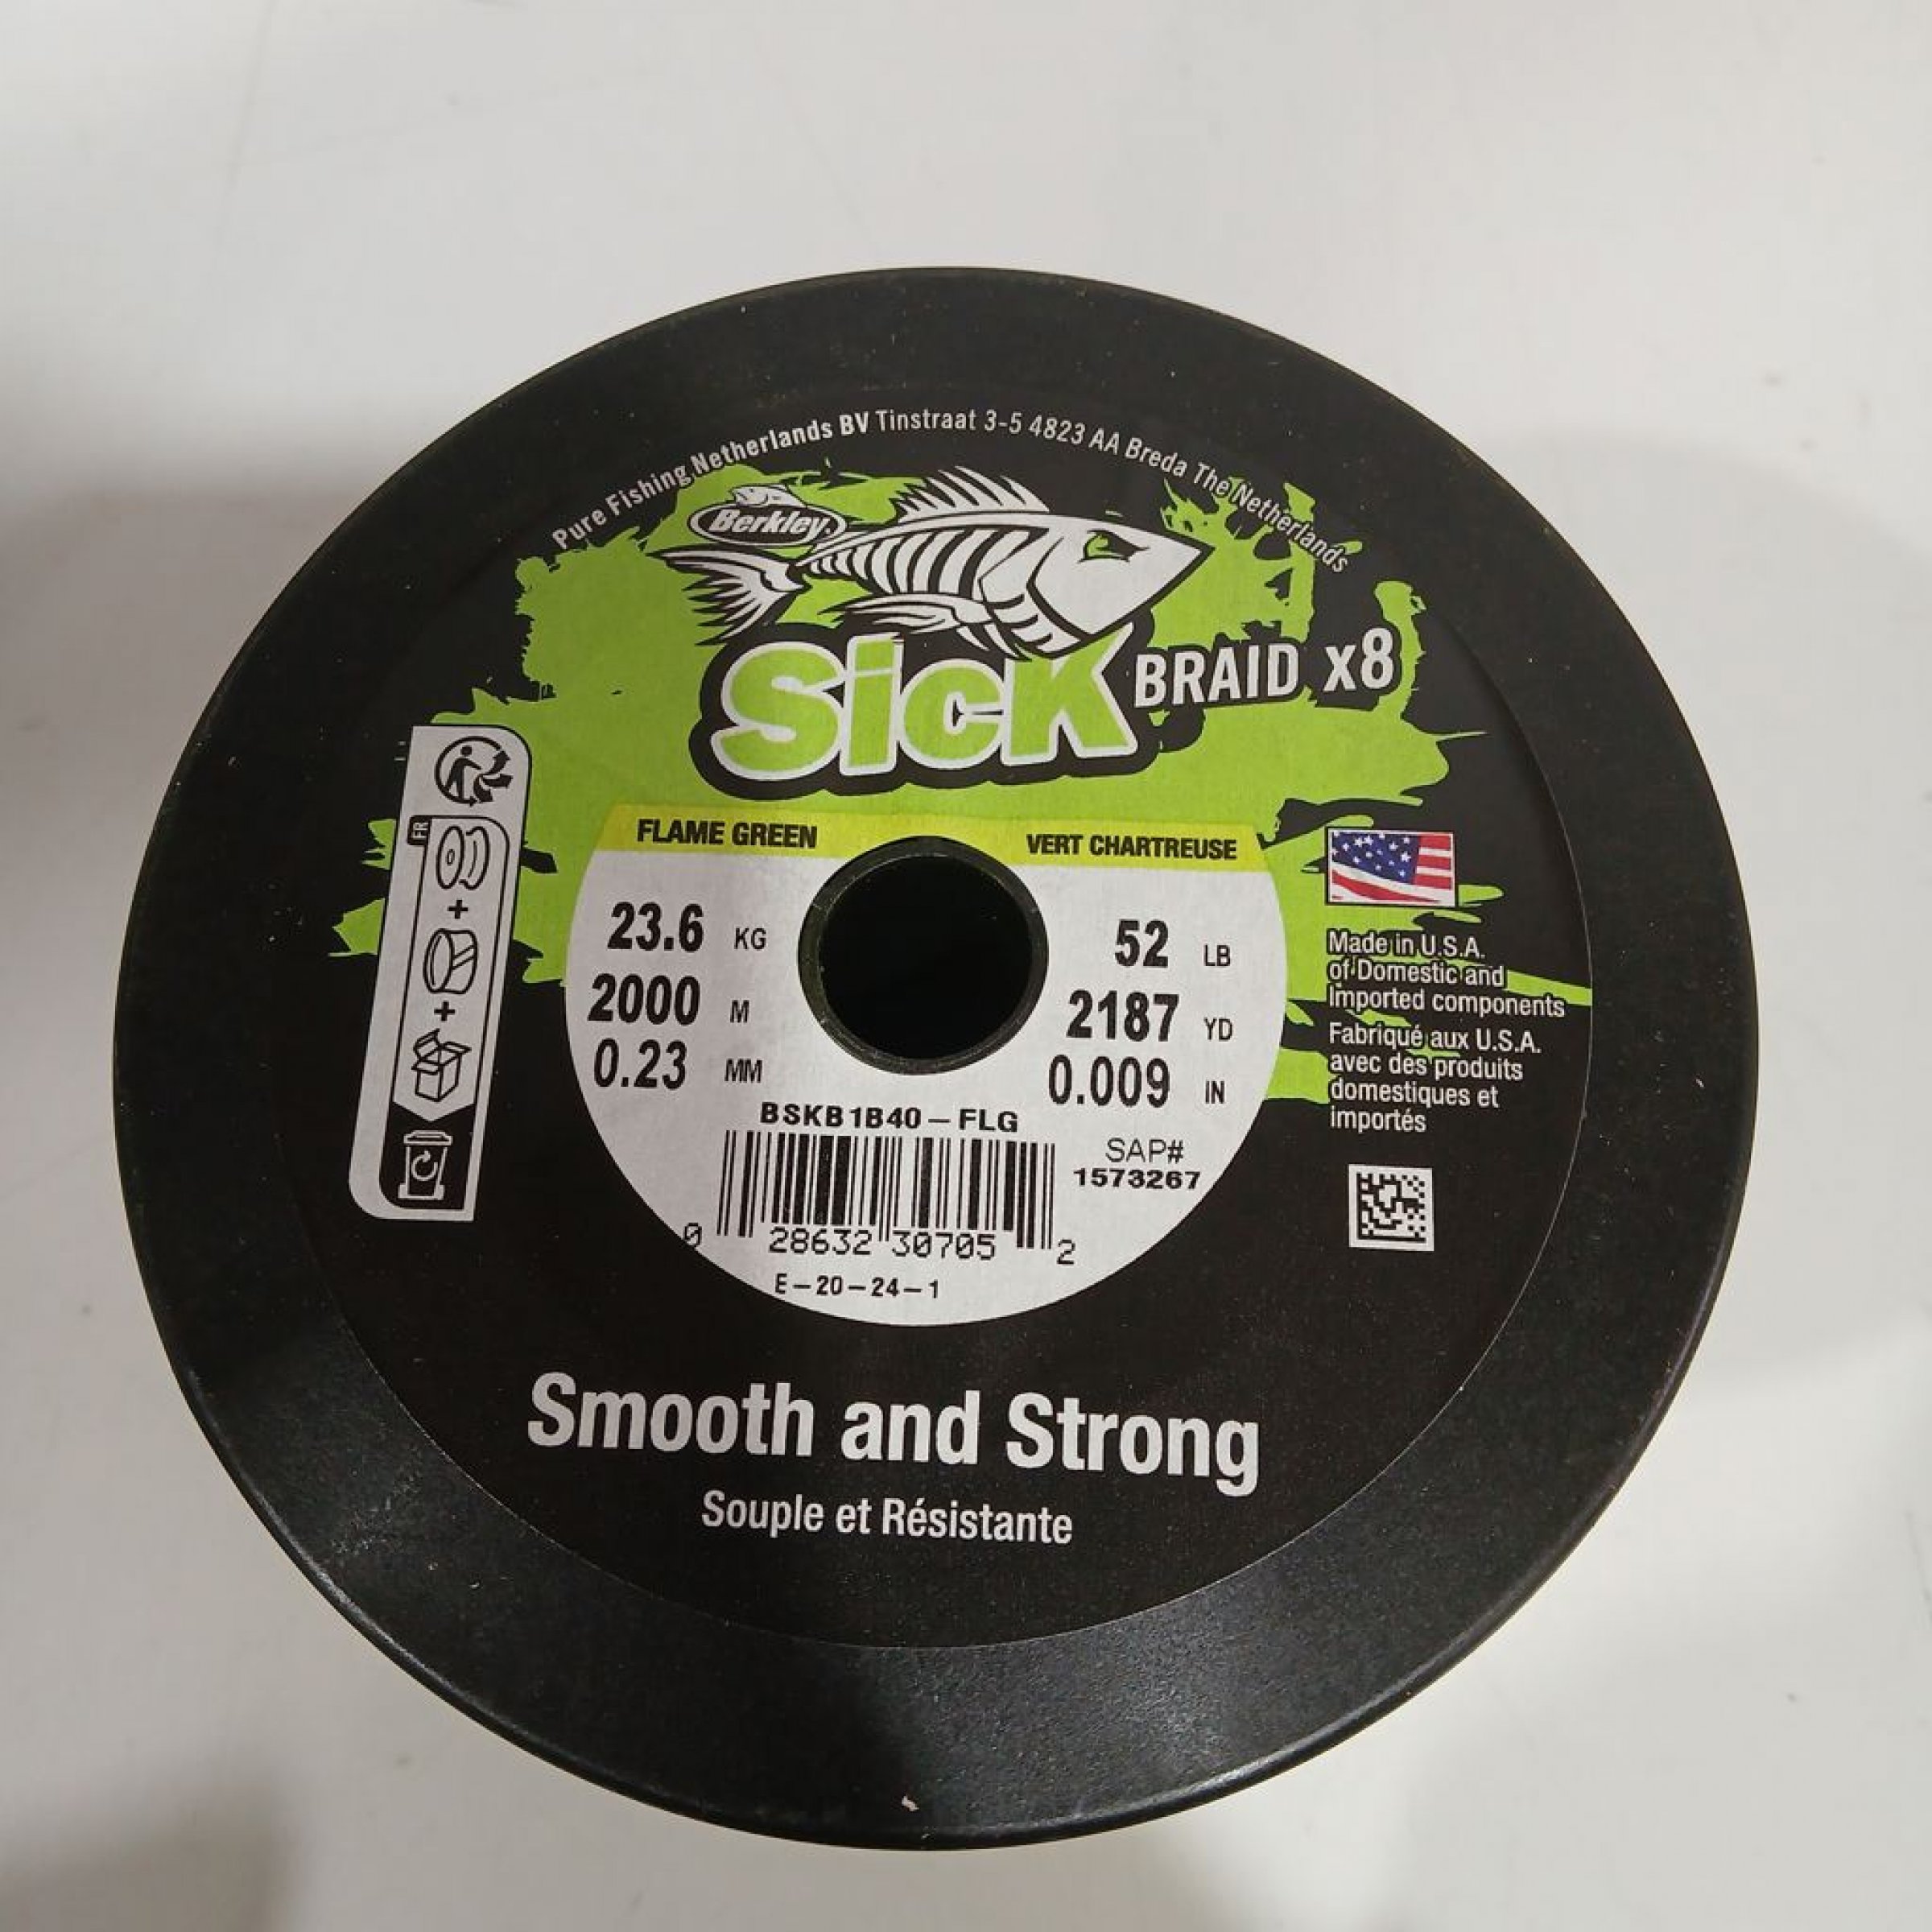 Pure Fishing Netherlands BV Tinstraat 3-5 4823 AA Breda The Netherlands
Berkley
Sick BRAID x8
FLAME GREEN
VERT CHARTREUSE
23.6 KG
52 LB
2000 M
2187 YD
0.23 MM
0.009 IN
BSKB1B40-FLG
SAP#
1573267
0 28632 30705 2
E-20-24-1
FR
+
+
Made in U.S.A.
of Domestic and
Imported components
Fabriqué aux U.S.A.
avec des produits
domestiques et
importés
Smooth and Strong
Souple et Résistante